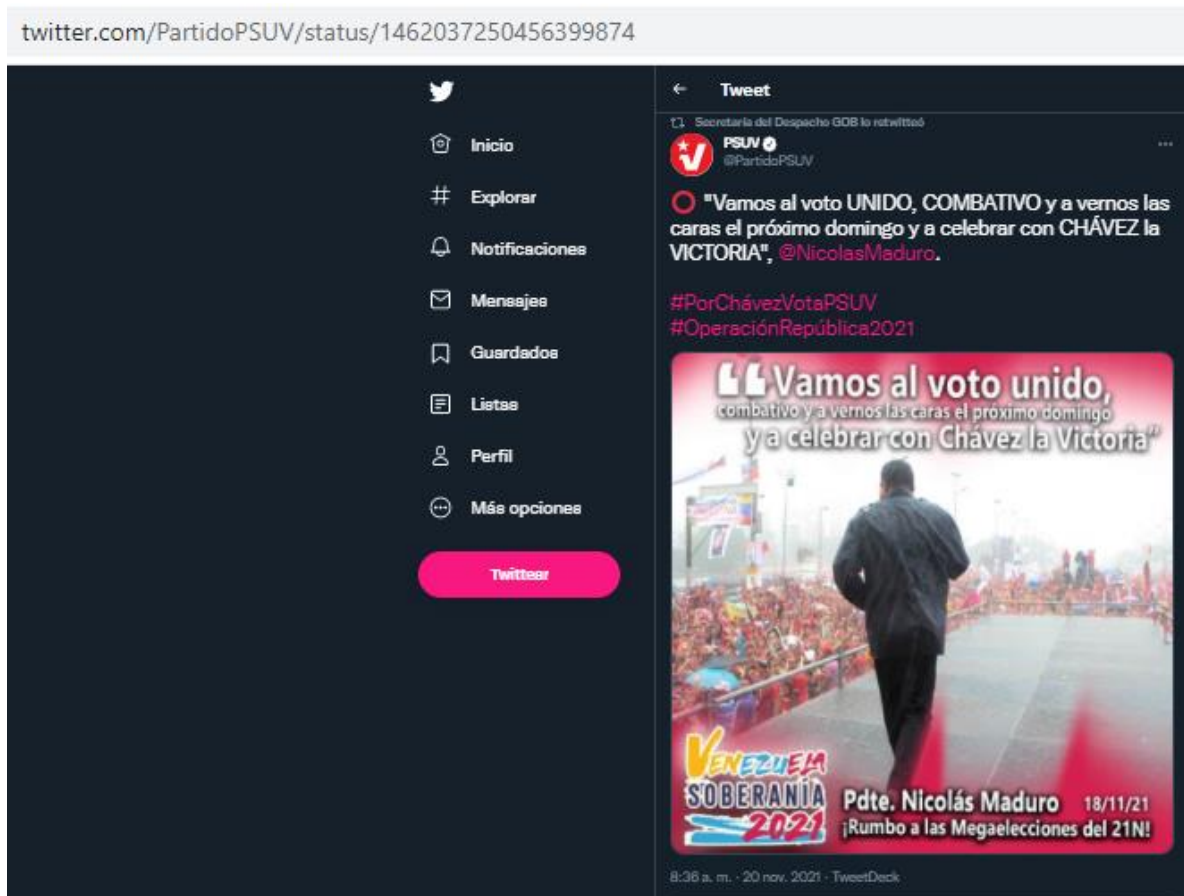 twitter.com/PartidoPSUV/status/1462037250456399874
Inicio
Explorar
Notificaciones
Mensajes
Guardados
Listas
Perfil
Más opciones
Twittear
Tweet
Secretaria del Despacho GDB lo retwitteó
PSUV
@PartidoPSUV
"Vamos al voto UNIDO, COMBATIVO y a vernos las
caras el próximo domingo y a celebrar con CHÁVEZ la
VICTORIA", @NicolasMaduro.
#PorChávezVotaPSUV
#OperaciónRepública2021
“Vamos al voto unido,
combativo y a vernos las caras el próximo domingo
y a celebrar con Chávez la Victoria”
VENEZUELA
SOBERANÍA
2021
Pdte. Nicolás Maduro 18/11/21
¡Rumbo a las Megaelecciones del 21N!
8:36 a. m. · 20 nov. 2021 · TweetDeck